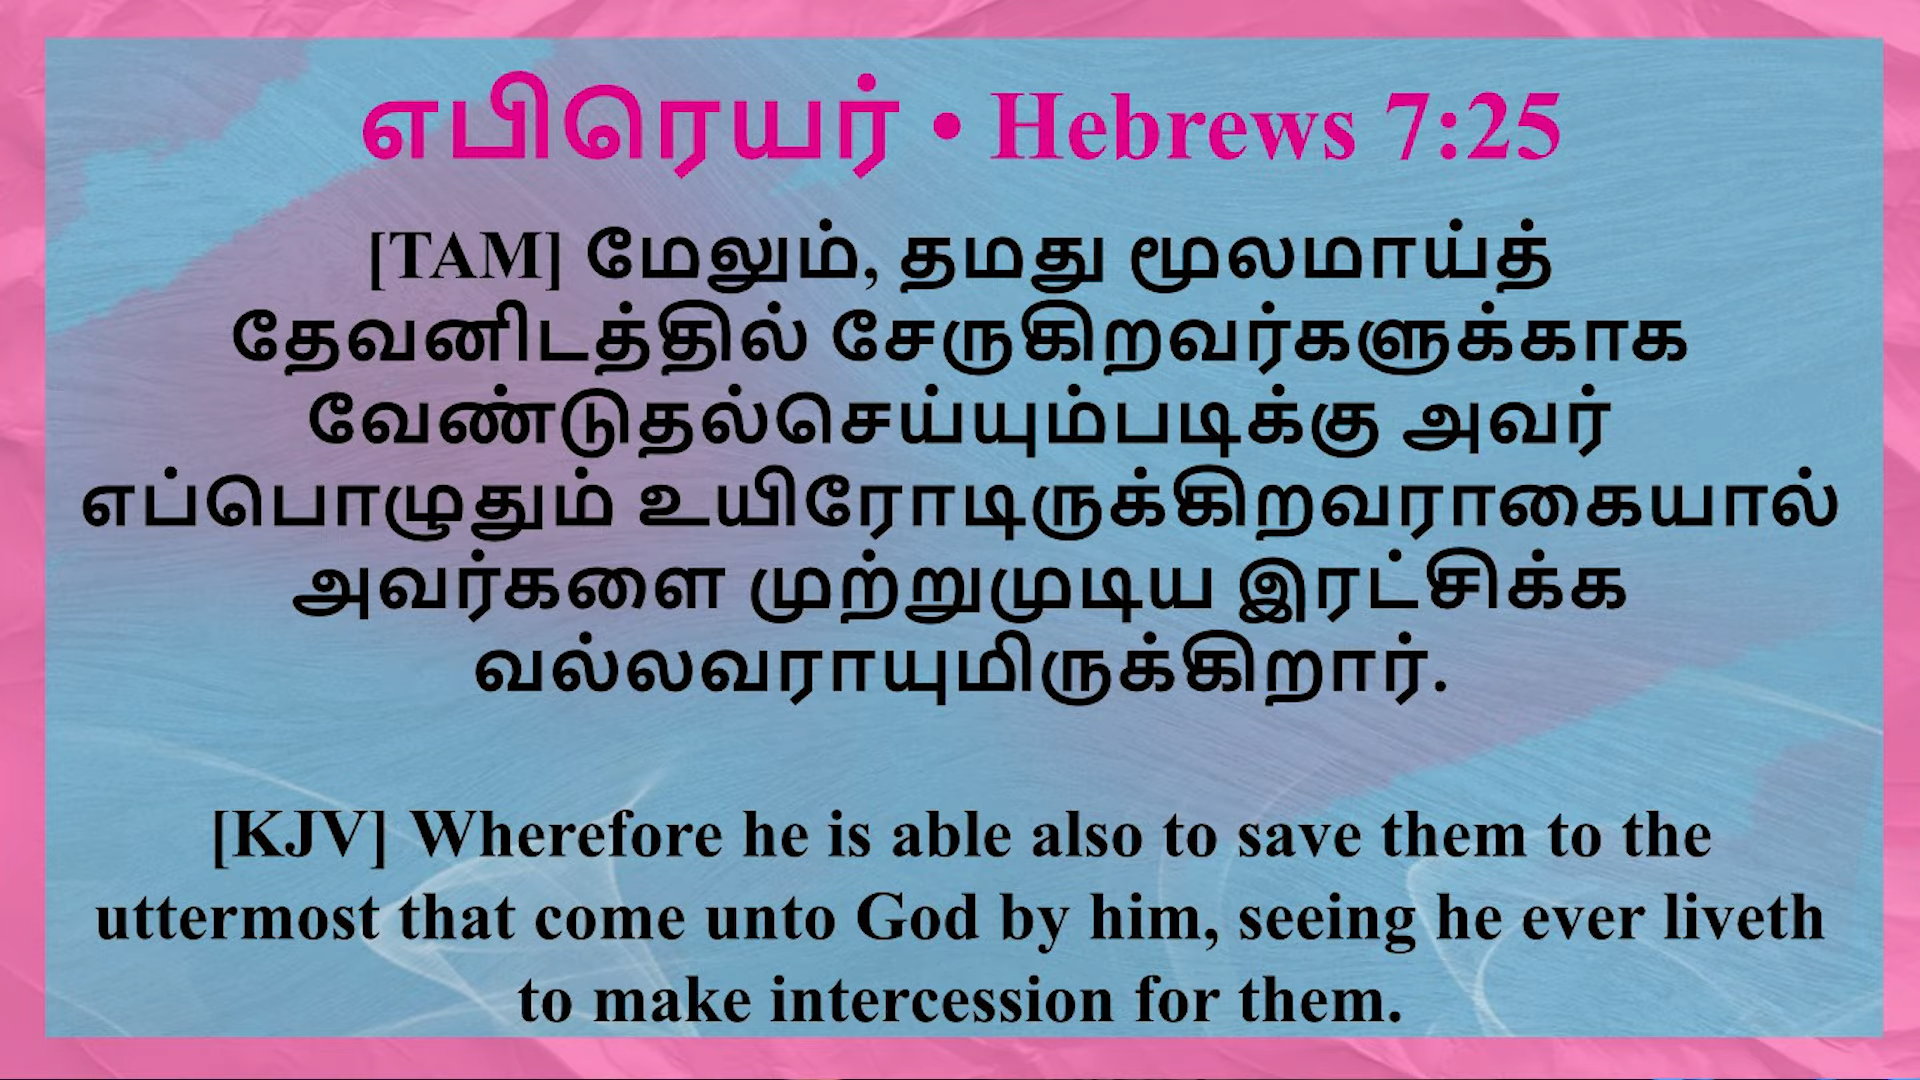 எபிரெயர் • Hebrews 7:25
[TAM] மேலும், தமது மூலமாய்த்
தேவனிடத்தில் சேருகிறவர்களுக்காக
வேண்டுதல்செய்யும்படிக்கு அவர்
எப்பொழுதும் உயிரோடிருக்கிறவராகையால்
அவர்களை முற்றுமுடிய இரட்சிக்க
வல்லவராயுமிருக்கிறார்.
[KJV] Wherefore he is able also to save them to the
uttermost that come unto God by him, seeing he ever liveth
to make intercession for them.